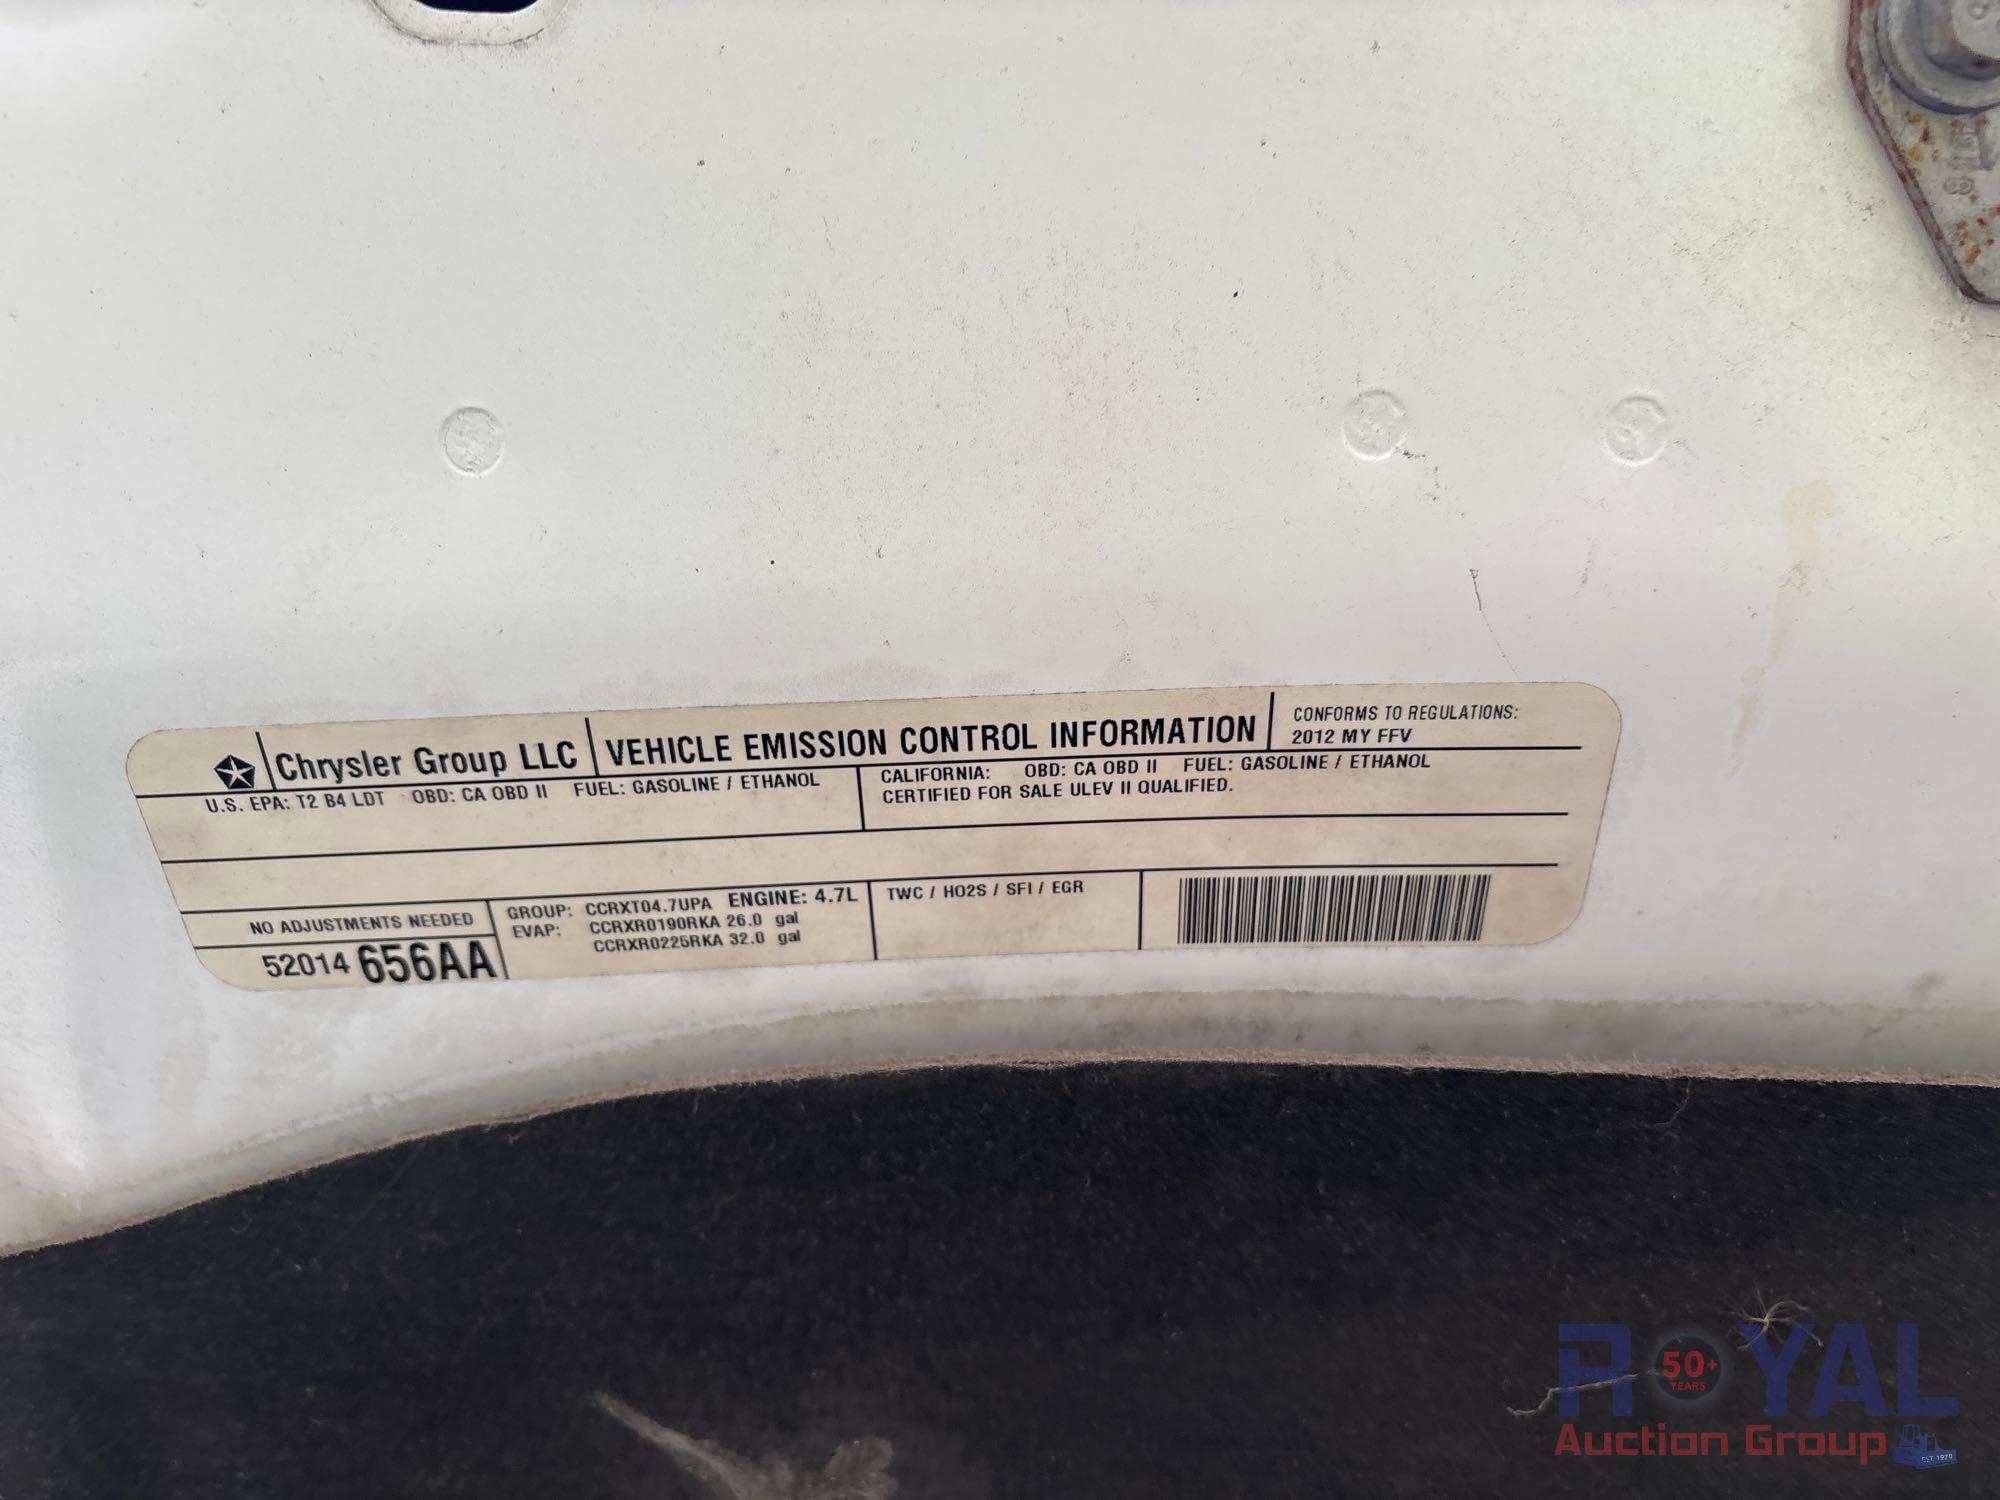 Chrysler Group LLC
VEHICLE EMISSION CONTROL INFORMATION
CONFORMS TO REGULATIONS:
2012 MY FFV
U.S. EPA: T2 B4 LDT OBD: CA OBD II FUEL: GASOLINE / ETHANOL
CALIFORNIA: OBD: CA OBD II FUEL: GASOLINE / ETHANOL
CERTIFIED FOR SALE ULEV II QUALIFIED.
NO ADJUSTMENTS NEEDED
52014 656AA
GROUP: CCRXT04.7UPA ENGINE: 4.7L
EVAP: CCRXR0190RKA 26.0 gal
CCRXR0225RKA 32.0 gal
TWC / HO2S / SFI / EGR
ROYAL
50+
YEARS
Auction Group
EST. 1970